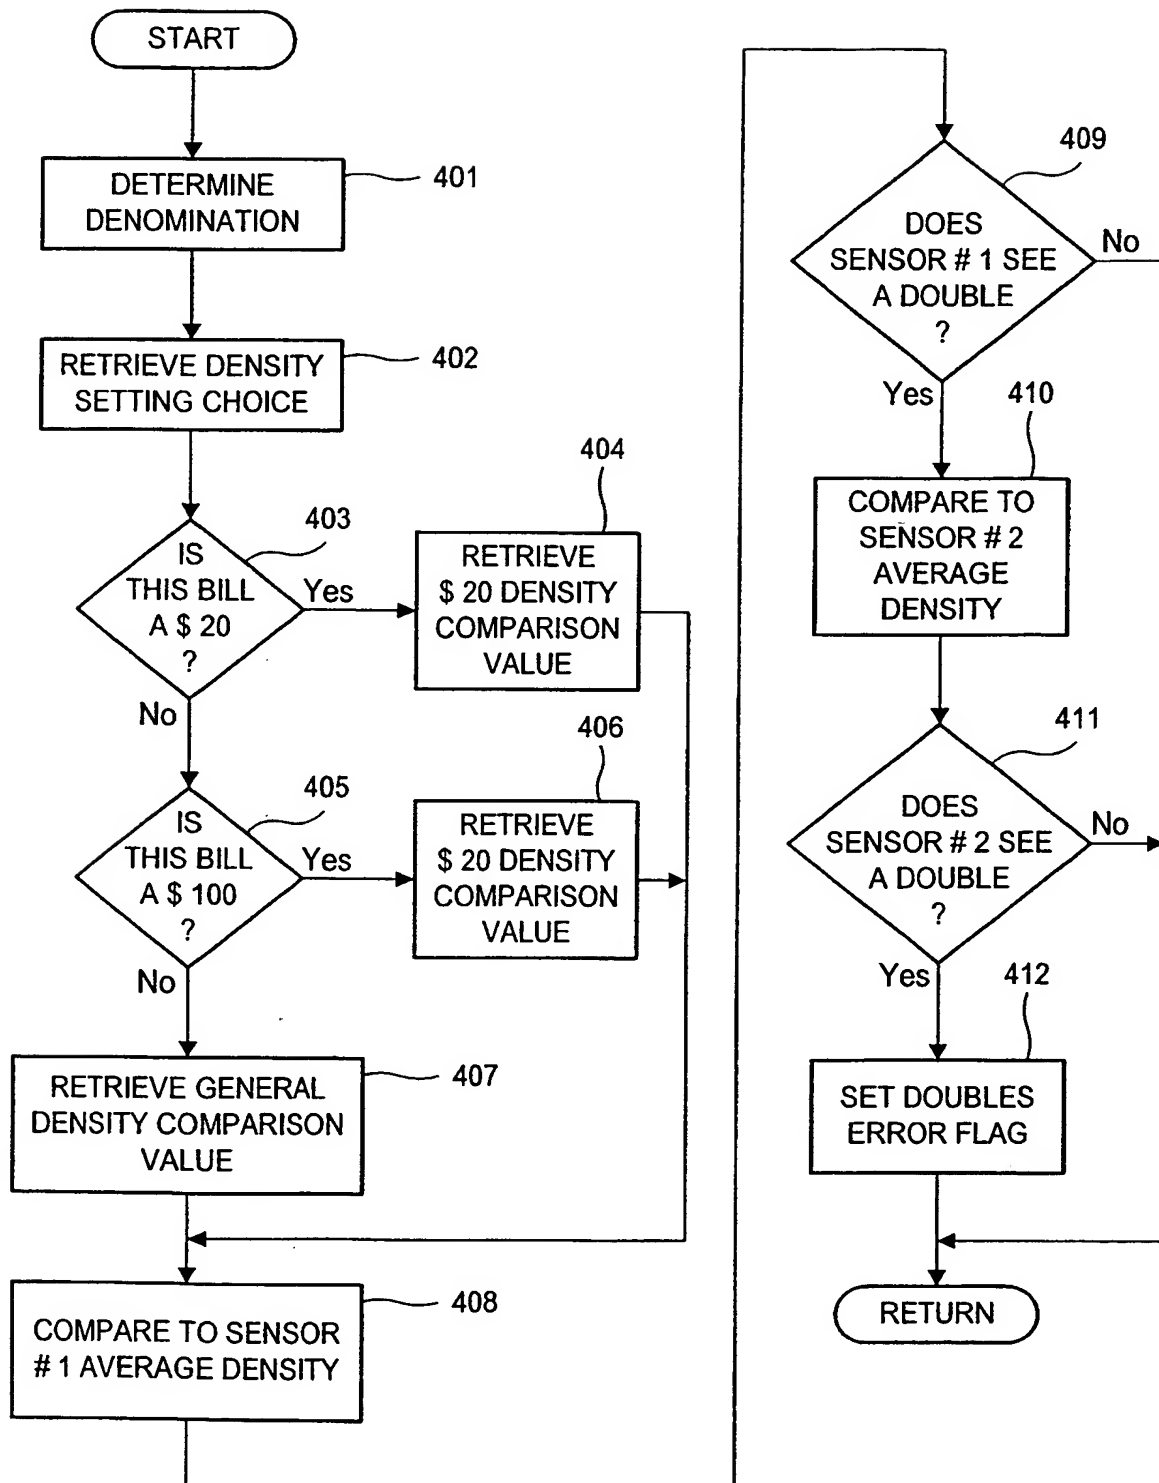 START
DETERMINE
DENOMINATION
401
RETRIEVE DENSITY
SETTING CHOICE
402
IS
THIS BILL
A $ 20
?
403
Yes
No
RETRIEVE
$ 20 DENSITY
COMPARISON
VALUE
404
IS
THIS BILL
A $ 100
?
405
Yes
No
RETRIEVE
$ 20 DENSITY
COMPARISON
VALUE
406
RETRIEVE GENERAL
DENSITY COMPARISON
VALUE
407
COMPARE TO SENSOR
# 1 AVERAGE DENSITY
408
DOES
SENSOR # 1 SEE
A DOUBLE
?
409
No
Yes
COMPARE TO
SENSOR # 2
AVERAGE
DENSITY
410
DOES
SENSOR # 2 SEE
A DOUBLE
?
411
No
Yes
SET DOUBLES
ERROR FLAG
412
RETURN